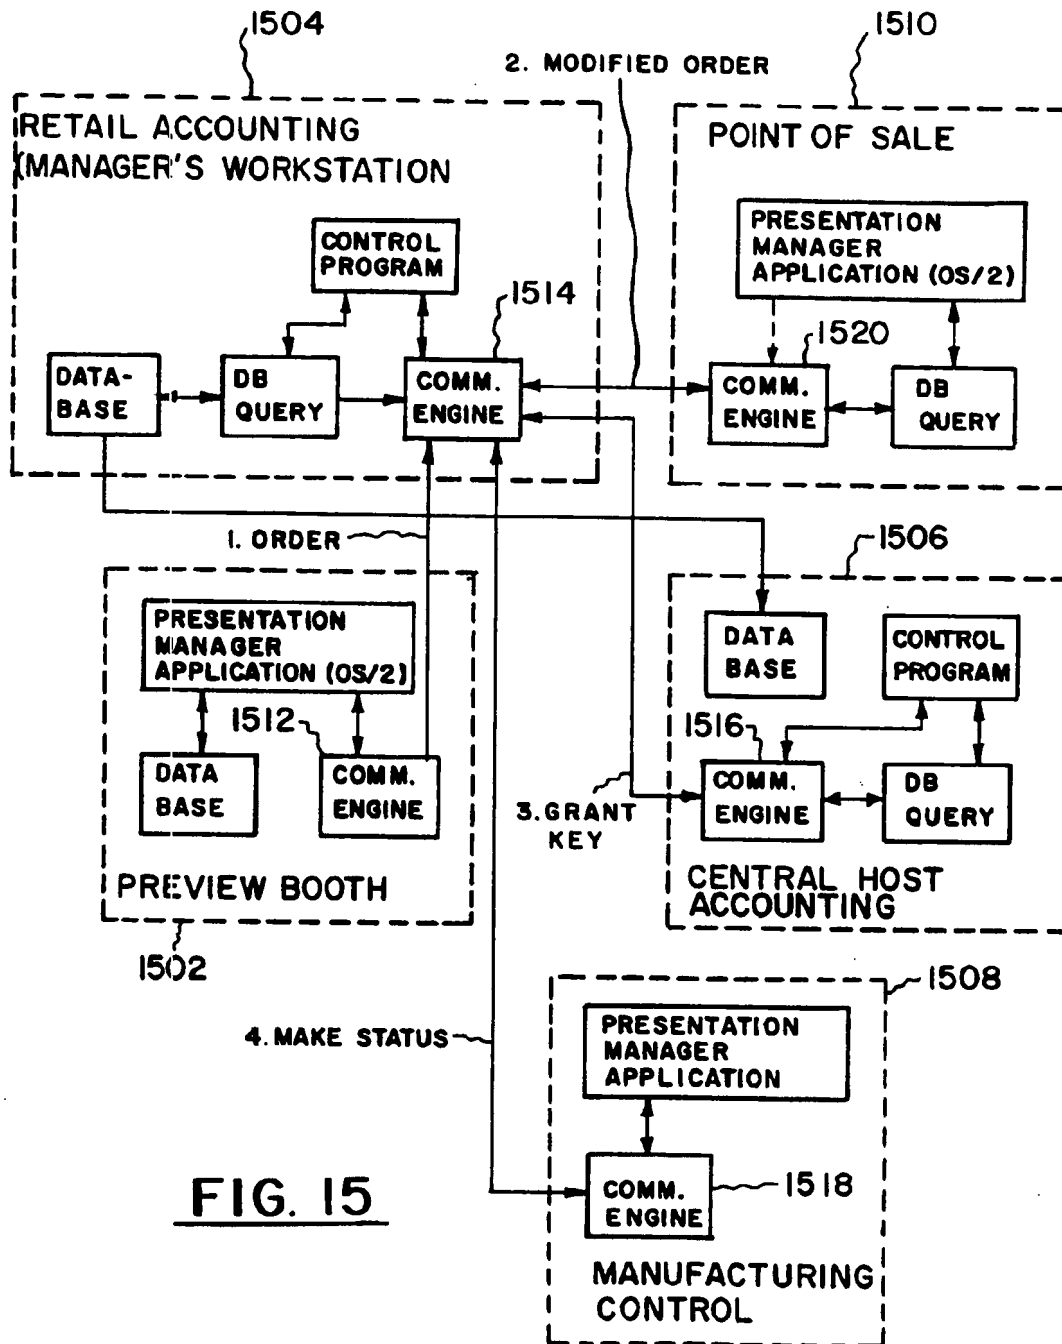 1504
1510
2. MODIFIED ORDER
RETAIL ACCOUNTING
(MANAGER'S WORKSTATION
POINT OF SALE
CONTROL
PROGRAM
PRESENTATION
MANAGER
APPLICATION (OS/2)
1514
1520
DATA-
BASE
DB
QUERY
COMM.
ENGINE
COMM.
ENGINE
DB
QUERY
1. ORDER
1506
PRESENTATION
MANAGER
APPLICATION (OS/2)
DATA
BASE
CONTROL
PROGRAM
1512
1516
DATA
BASE
COMM.
ENGINE
COMM.
ENGINE
DB
QUERY
3. GRANT
KEY
PREVIEW BOOTH
CENTRAL HOST
ACCOUNTING
1502
1508
4. MAKE STATUS
PRESENTATION
MANAGER
APPLICATION
COMM.
ENGINE
1518
FIG. 15
MANUFACTURING
CONTROL